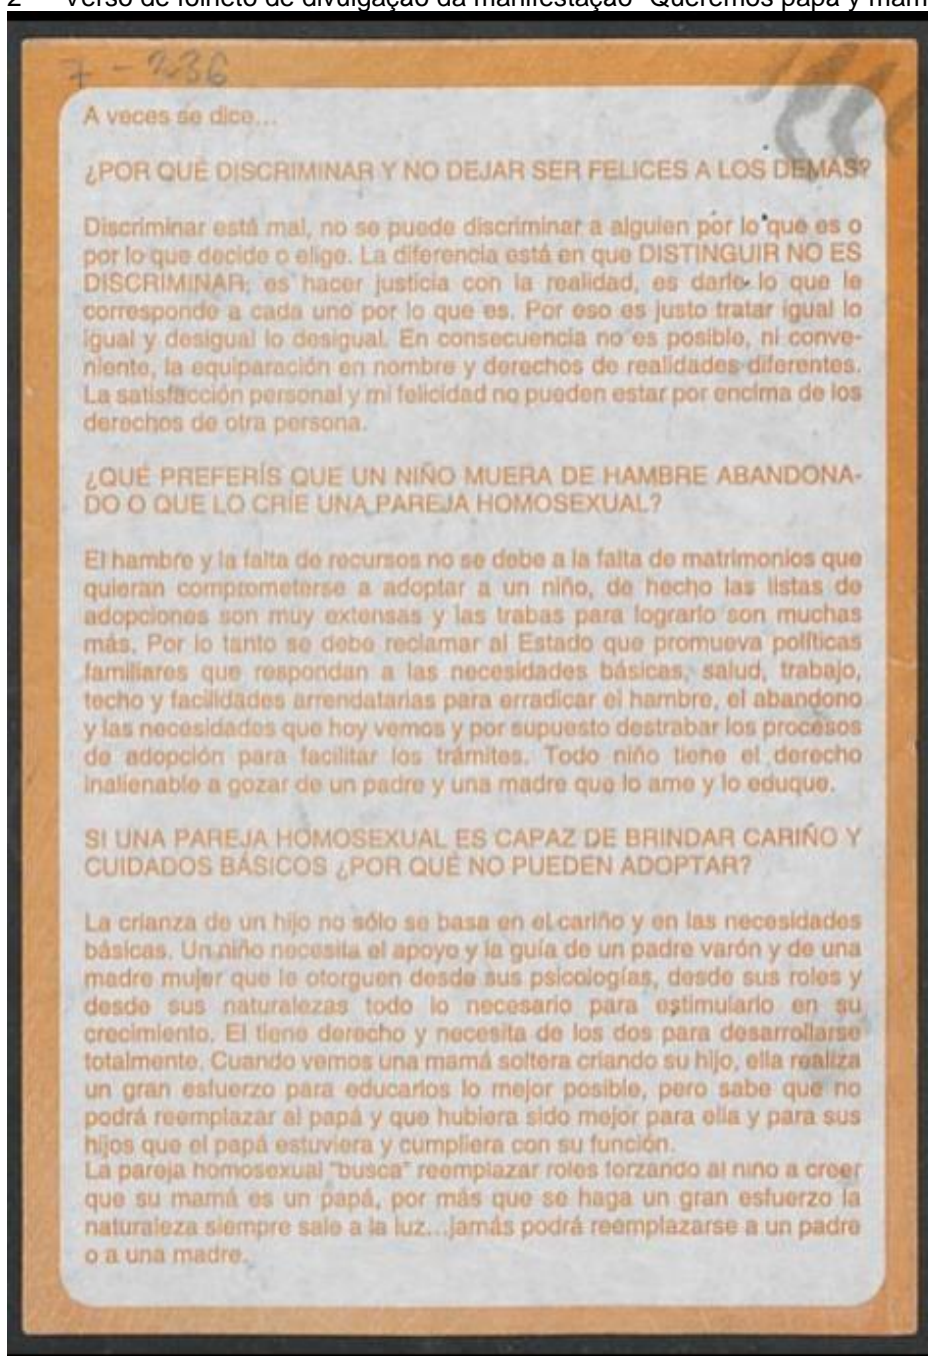 2 Verso de folheto de divulgação da manifestação "Queremos papá y mam
7 - 236
A veces se dice...
¿POR QUÉ DISCRIMINAR Y NO DEJAR SER FELICES A LOS DEMÁS?
Discriminar está mal, no se puede discriminar a alguien por lo que es o
por lo que decide o elige. La diferencia está en que DISTINGUIR NO ES
DISCRIMINAR, es hacer justicia con la realidad, es darle lo que le
corresponde a cada uno por lo que es. Por eso es justo tratar igual lo
igual y desigual lo desigual. En consecuencia no es posible, ni conve-
niente, la equiparación en nombre y derechos de realidades diferentes.
La satisfacción personal y mi felicidad no pueden estar por encima de los
derechos de otra persona.
¿QUÉ PREFERÍS QUE UN NIÑO MUERA DE HAMBRE ABANDONA-
DO O QUE LO CRÍE UNA PAREJA HOMOSEXUAL?
El hambre y la falta de recursos no se debe a la falta de matrimonios que
quieran comprometerse a adoptar a un niño, de hecho las listas de
adopciones son muy extensas y las trabas para lograrlo son muchas
más. Por lo tanto se debe reclamar al Estado que promueva políticas
familiares que respondan a las necesidades básicas, salud, trabajo,
techo y facilidades arrendatarias para erradicar el hambre, el abandono
y las necesidades que hoy vemos y por supuesto destrabar los procesos
de adopción para facilitar los trámites. Todo niño tiene el derecho
inalienable a gozar de un padre y una madre que lo ame y lo eduque.
SI UNA PAREJA HOMOSEXUAL ES CAPAZ DE BRINDAR CARIÑO Y
CUIDADOS BÁSICOS ¿POR QUÉ NO PUEDEN ADOPTAR?
La crianza de un hijo no sólo se basa en el cariño y en las necesidades
básicas. Un niño necesita el apoyo y la guía de un padre varón y de una
madre mujer que le otorguen desde sus psicologías, desde sus roles y
desde sus naturalezas todo lo necesario para estimularlo en su
crecimiento. El tiene derecho y necesita de los dos para desarrollarse
totalmente. Cuando vemos una mamá soltera criando su hijo, ella realiza
un gran esfuerzo para educarlos lo mejor posible, pero sabe que no
podrá reemplazar al papá y que hubiera sido mejor para ella y para sus
hijos que el papá estuviera y cumpliera con su función.
La pareja homosexual "busca" reemplazar roles forzando al niño a creer
que su mamá es un papá, por más que se haga un gran esfuerzo la
naturaleza siempre sale a la luz...jamás podrá reemplazarse a un padre
o a una madre.